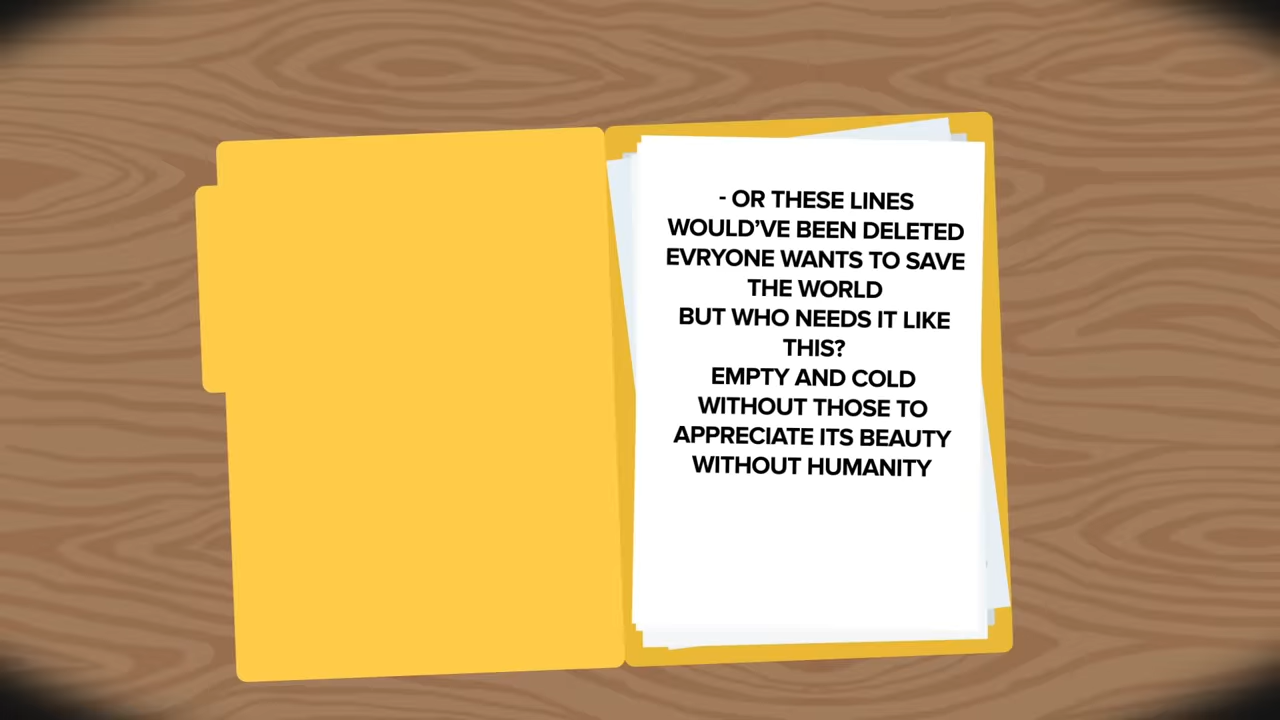 - OR THESE LINES
WOULD’VE BEEN DELETED
EVRYONE WANTS TO SAVE
THE WORLD
BUT WHO NEEDS IT LIKE
THIS?
EMPTY AND COLD
WITHOUT THOSE TO
APPRECIATE ITS BEAUTY
WITHOUT HUMANITY